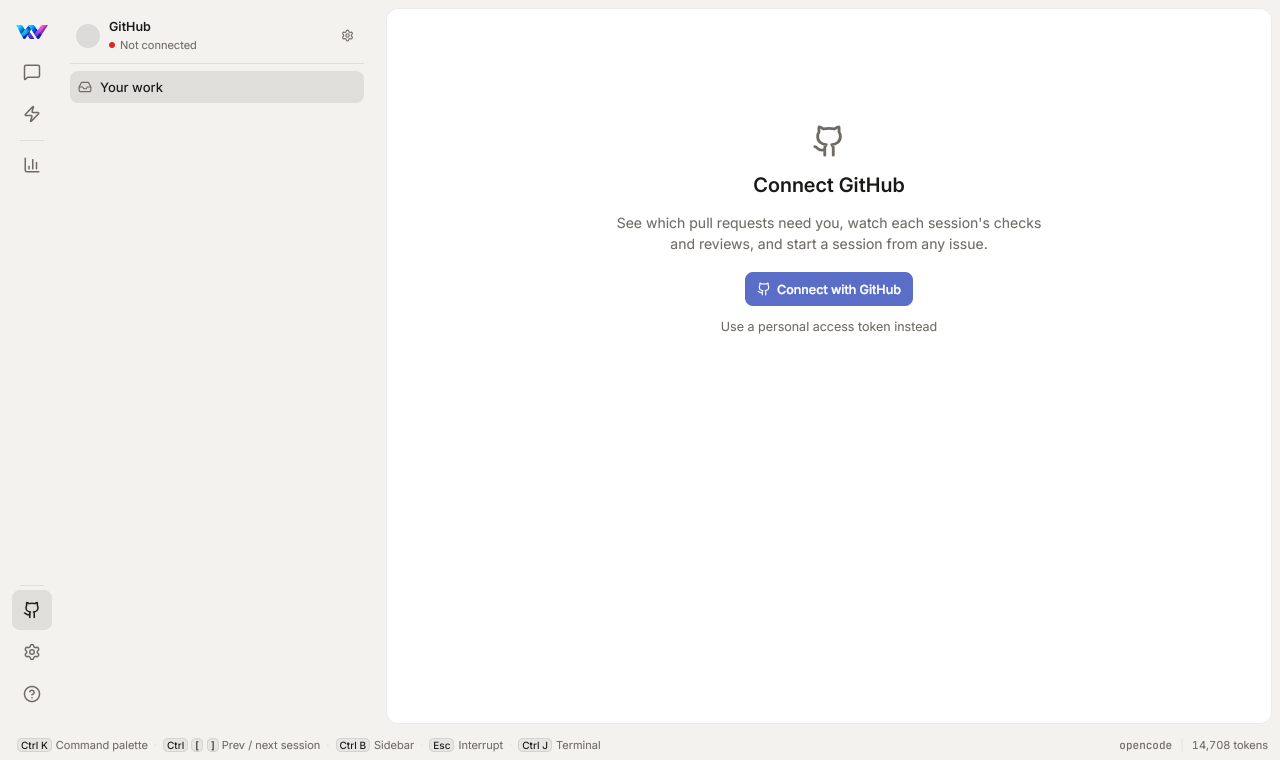 GitHub
Not connected
Your work
Connect GitHub
See which pull requests need you, watch each session's checks
and reviews, and start a session from any issue.
Connect with GitHub
Use a personal access token instead
Ctrl K Command palette Ctrl [ ] Prev / next session Ctrl B Sidebar Esc Interrupt Ctrl J Terminal opencode 14,708 tokens